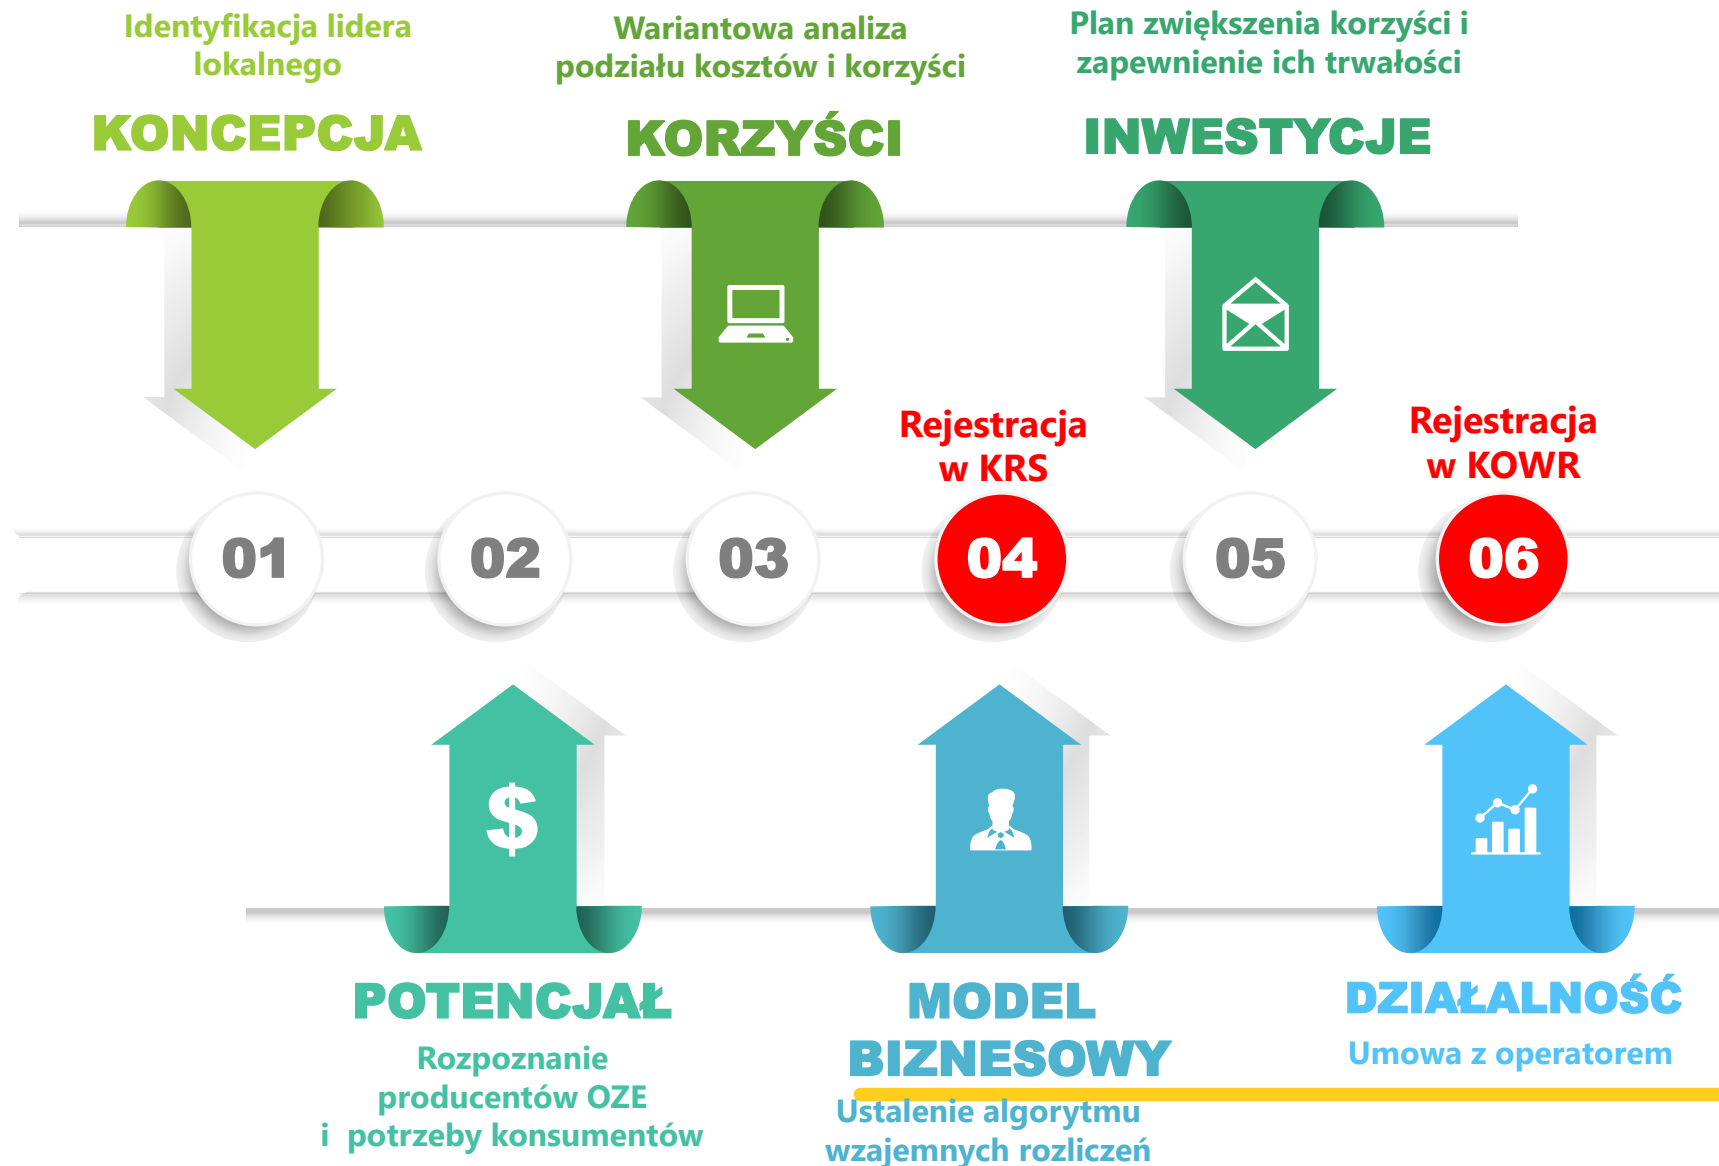 Identyfikacja lidera
lokalnego
KONCEPCJA
Wariantowa analiza
podziału kosztów i korzyści
KORZYŚCI
Plan zwiększenia korzyści i
zapewnienie ich trwałości
INWESTYCJE
Rejestracja
w KRS
Rejestracja
w KOWR
01
02
03
04
05
06
$
POTENCJAŁ
Rozpoznanie
producentów OZE
i potrzeby konsumentów
MODEL
BIZNESOWY
Ustalenie algorytmu
wzajemnych rozliczeń
DZIAŁALNOŚĆ
Umowa z operatorem